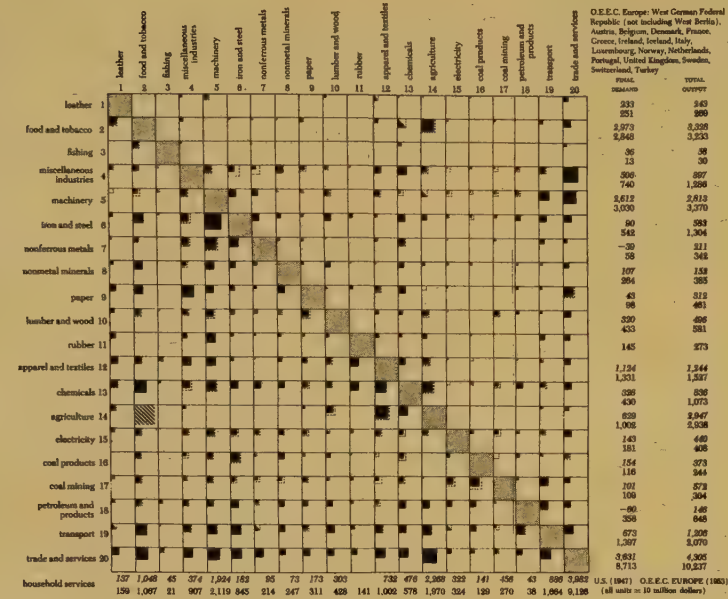 leather
food and tobacco
fishing
miscellaneous
industries
machinery
iron and steel
nonferrous metals
nonmetal minerals
paper
lumber and wood
rubber
apparel and textiles
chemicals
agriculture
electricity
coal products
coal mining
petroleum and
products
transport
trade and services
O.E.E.C. Europe: West German Federal
Republic (not including West Berlin),
Austria, Belgium, Denmark, France,
Greece, Ireland, Iceland, Italy,
Luxembourg, Norway, Netherlands,
Portugal, United Kingdom, Sweden,
Switzerland, Turkey
FINAL TOTAL
DEMAND OUTPUT
1 2 3 4 5 6 7 8 9 10 11 12 13 14 15 16 17 18 19 20
leather 1 233 243
251 269
food and tobacco 2 2,973 3,328
2,848 3,233
fishing 3 36 38
13 30
miscellaneous
industries 4 506 897
740 1,286
machinery 5 2,612 2,813
3,030 3,370
iron and steel 6 90 583
542 1,304
nonferrous metals 7 -39 211
58 342
nonmetal minerals 8 107 152
264 385
paper 9 43 312
98 461
lumber and wood 10 320 496
433 581
rubber 11
145 273
apparel and textiles 12 1,124 1,244
1,331 1,527
chemicals 13 326 836
430 1,073
agriculture 14 629 2,947
1,002 2,938
electricity 15 143 440
181 408
coal products 16 154 373
116 244
coal mining 17 101 572
109 304
petroleum and
products 18 -60 146
358 648
transport 19 673 1,206
1,397 2,070
trade and services 20 3,631 4,305
8,713 10,237
household services 137 1,048 45 374 1,924 182 95 73 173 303 732 476 2,268 322 141 456 43 896 3,982 U.S. (1947) O.E.E.C. EUROPE (1953)
159 1,067 21 907 2,119 845 214 247 311 428 141 1,002 578 1,970 324 129 270 38 1,664 9,126 (all units = 10 million dollars)